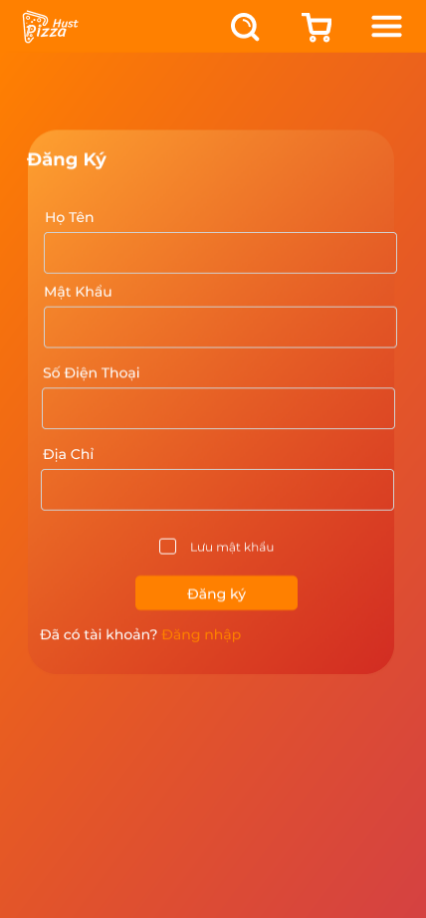 Hust
Pizza
Đăng Ký
Họ Tên
Mật Khẩu
Số Điện Thoại
Địa Chỉ
Lưu mật khẩu
Đăng ký
Đã có tài khoản? Đăng nhập